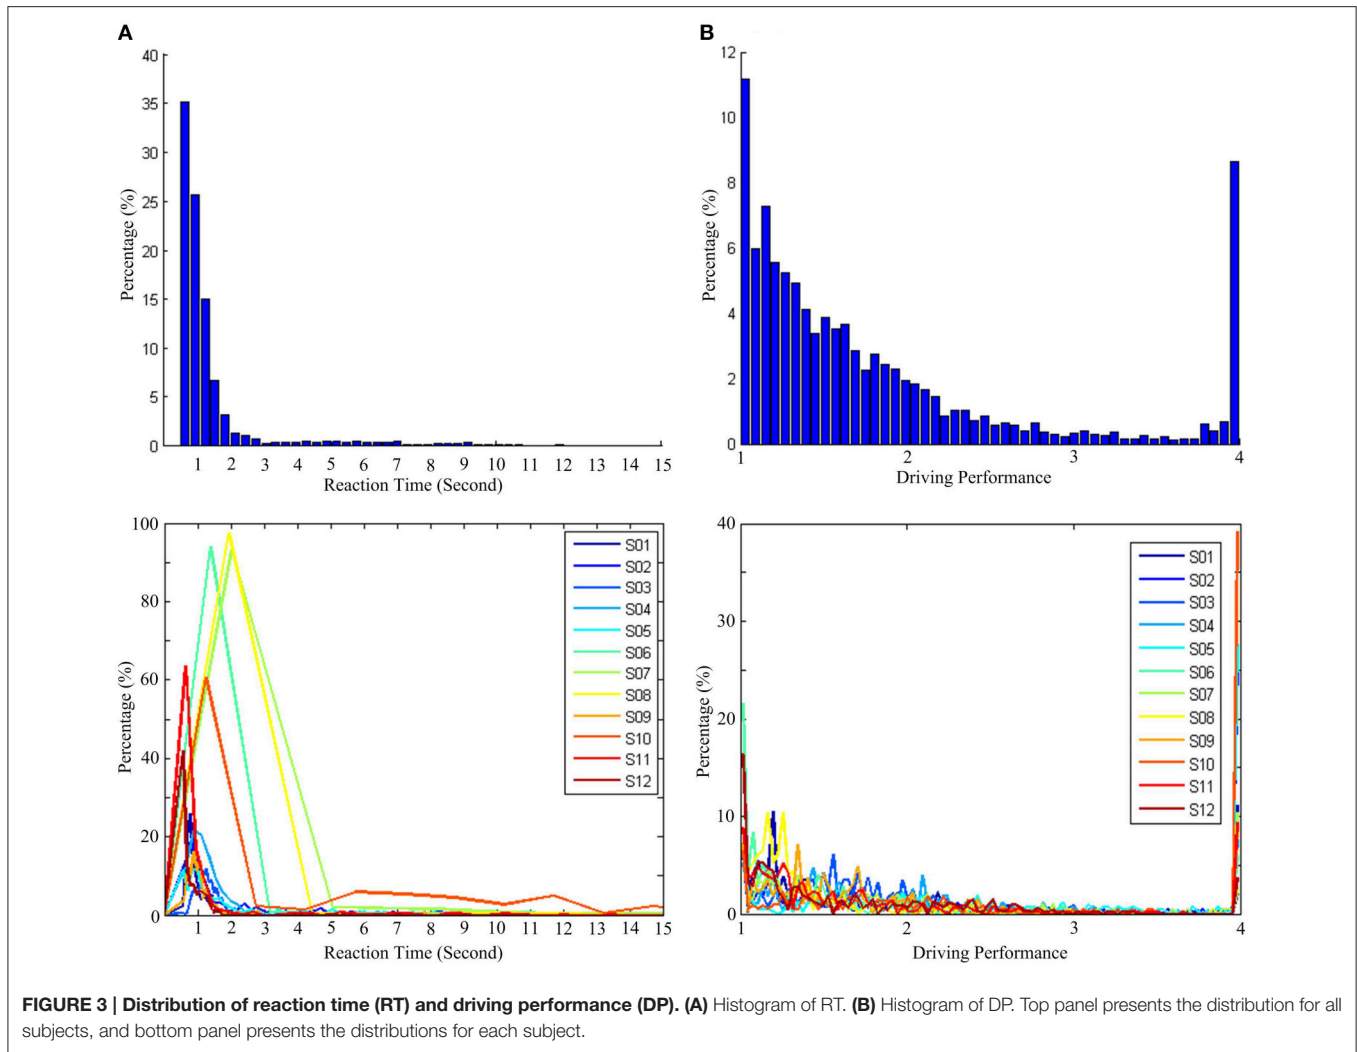 A
40
35
30
25
20
15
10
5
0
Percentage (%)
1 2 3 4 5 6 7 8 9 10 11 12 13 14 15
Reaction Time (Second)
B
12
10
8
6
4
2
0
Percentage (%)
1 2 3 4
Driving Performance
100
80
60
40
20
0
Percentage (%)
1 2 3 4 5 6 7 8 9 10 11 12 13 14 15
Reaction Time (Second)
S01
S02
S03
S04
S05
S06
S07
S08
S09
S10
S11
S12
40
30
20
10
0
Percentage (%)
1 2 3 4
Driving Performance
S01
S02
S03
S04
S05
S06
S07
S08
S09
S10
S11
S12
FIGURE 3 | Distribution of reaction time (RT) and driving performance (DP). (A) Histogram of RT. (B) Histogram of DP. Top panel presents the distribution for all
subjects, and bottom panel presents the distributions for each subject.